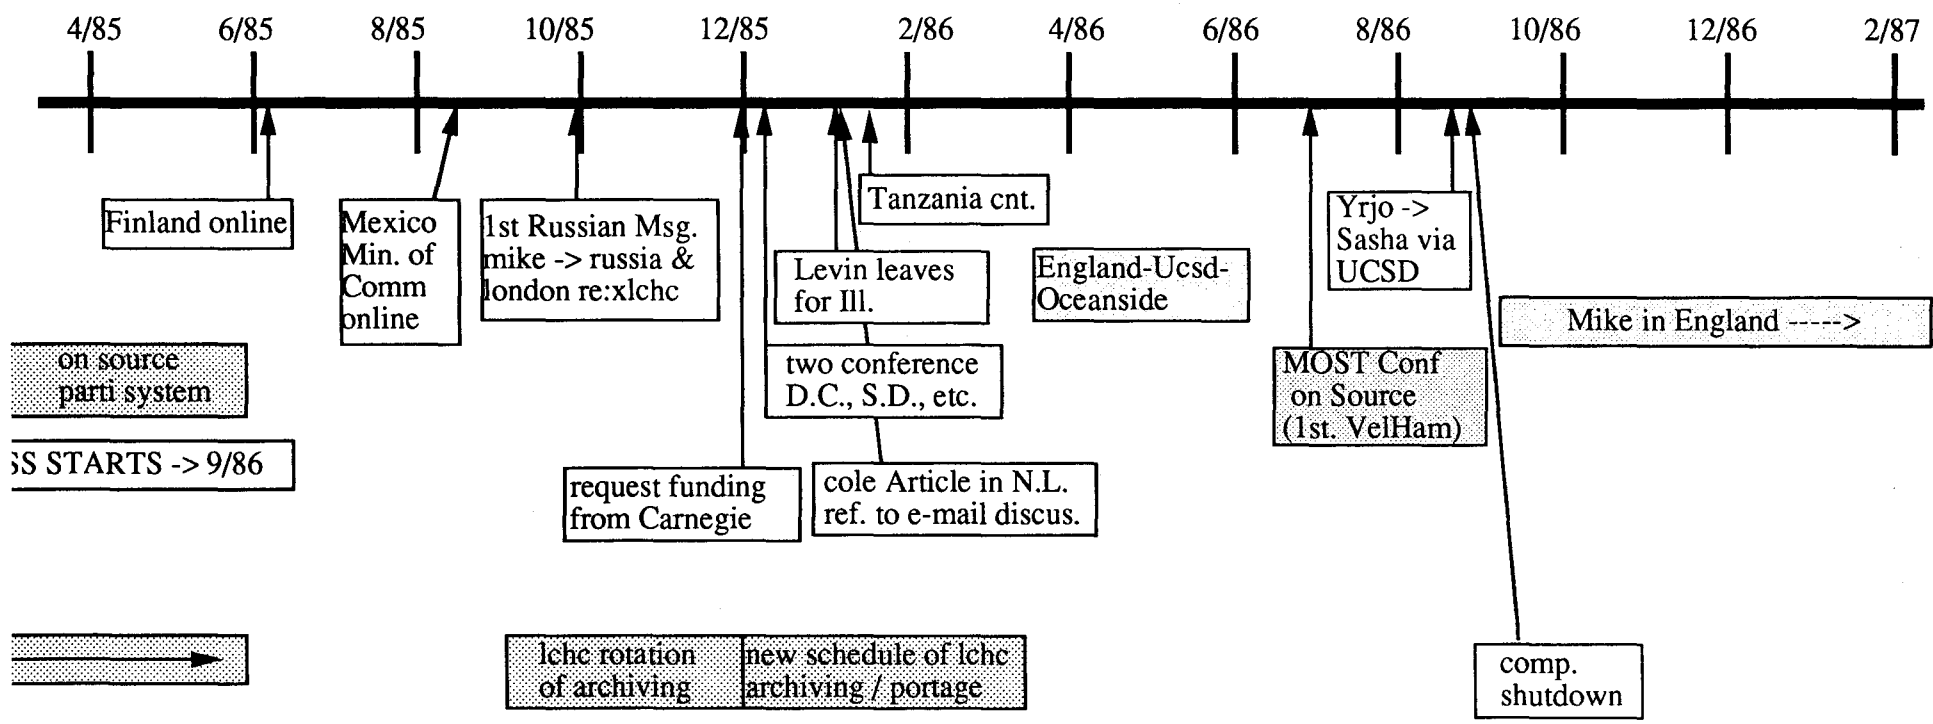 4/85 6/85 8/85 10/85 12/85 2/86 4/86 6/86 8/86 10/86 12/86 2/87
Finland online
Mexico
Min. of
Comm
online
1st Russian Msg.
mike -> russia &
london re:xlchc
Tanzania cnt.
Levin leaves
for Ill.
England-Ucsd-
Oceanside
Yrjo ->
Sasha via
UCSD
Mike in England ----->
on source
parti system
two conference
D.C., S.D., etc.
MOST Conf
on Source
(1st. VelHam)
SS STARTS -> 9/86
request funding
from Carnegie
cole Article in N.L.
ref. to e-mail discus.
lchc rotation
of archiving
new schedule of lchc
archiving / portage
comp.
shutdown